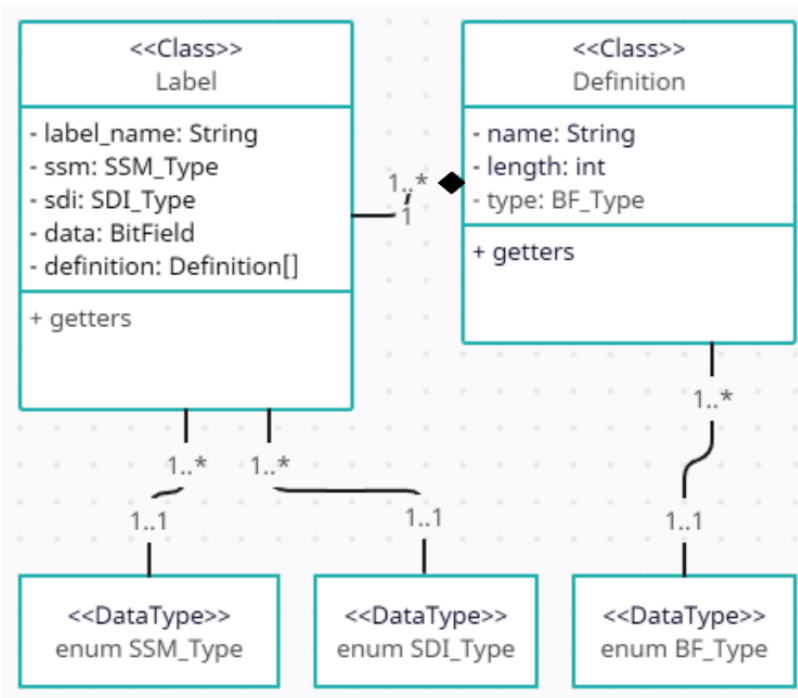 <<Class>>
Label
- label_name: String
- ssm: SSM_Type
- sdi: SDI_Type
- data: BitField
- definition: Definition[]
+ getters
<<Class>>
Definition
- name: String
- length: int
- type: BF_Type
+ getters
1..*
1
1..*
1..*
1..*
1..1
1..1
1..1
<<DataType>>
enum SSM_Type
<<DataType>>
enum SDI_Type
<<DataType>>
enum BF_Type